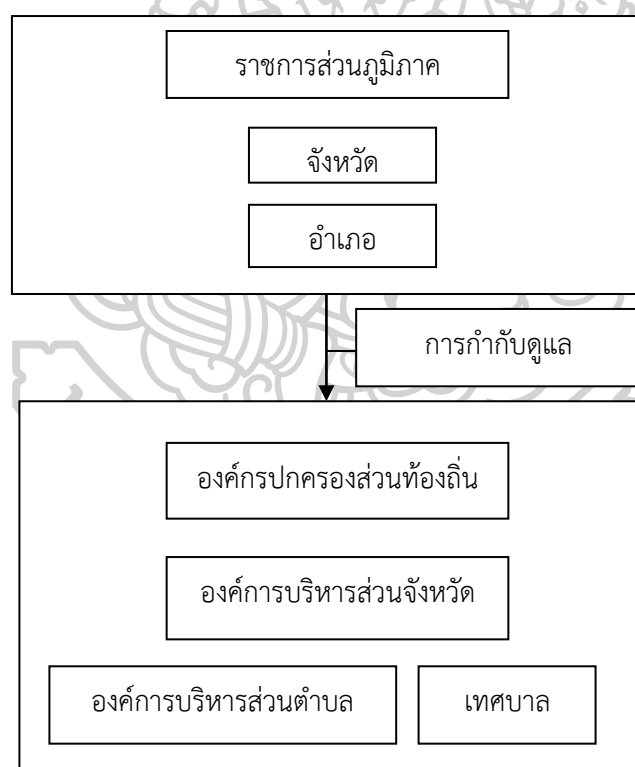 ราชการส่วนภูมิภาค
จังหวัด
อำเภอ
การกำกับดูแล
องค์กรปกครองส่วนท้องถิ่น
องค์การบริหารส่วนจังหวัด
องค์การบริหารส่วนตำบล
เทศบาล